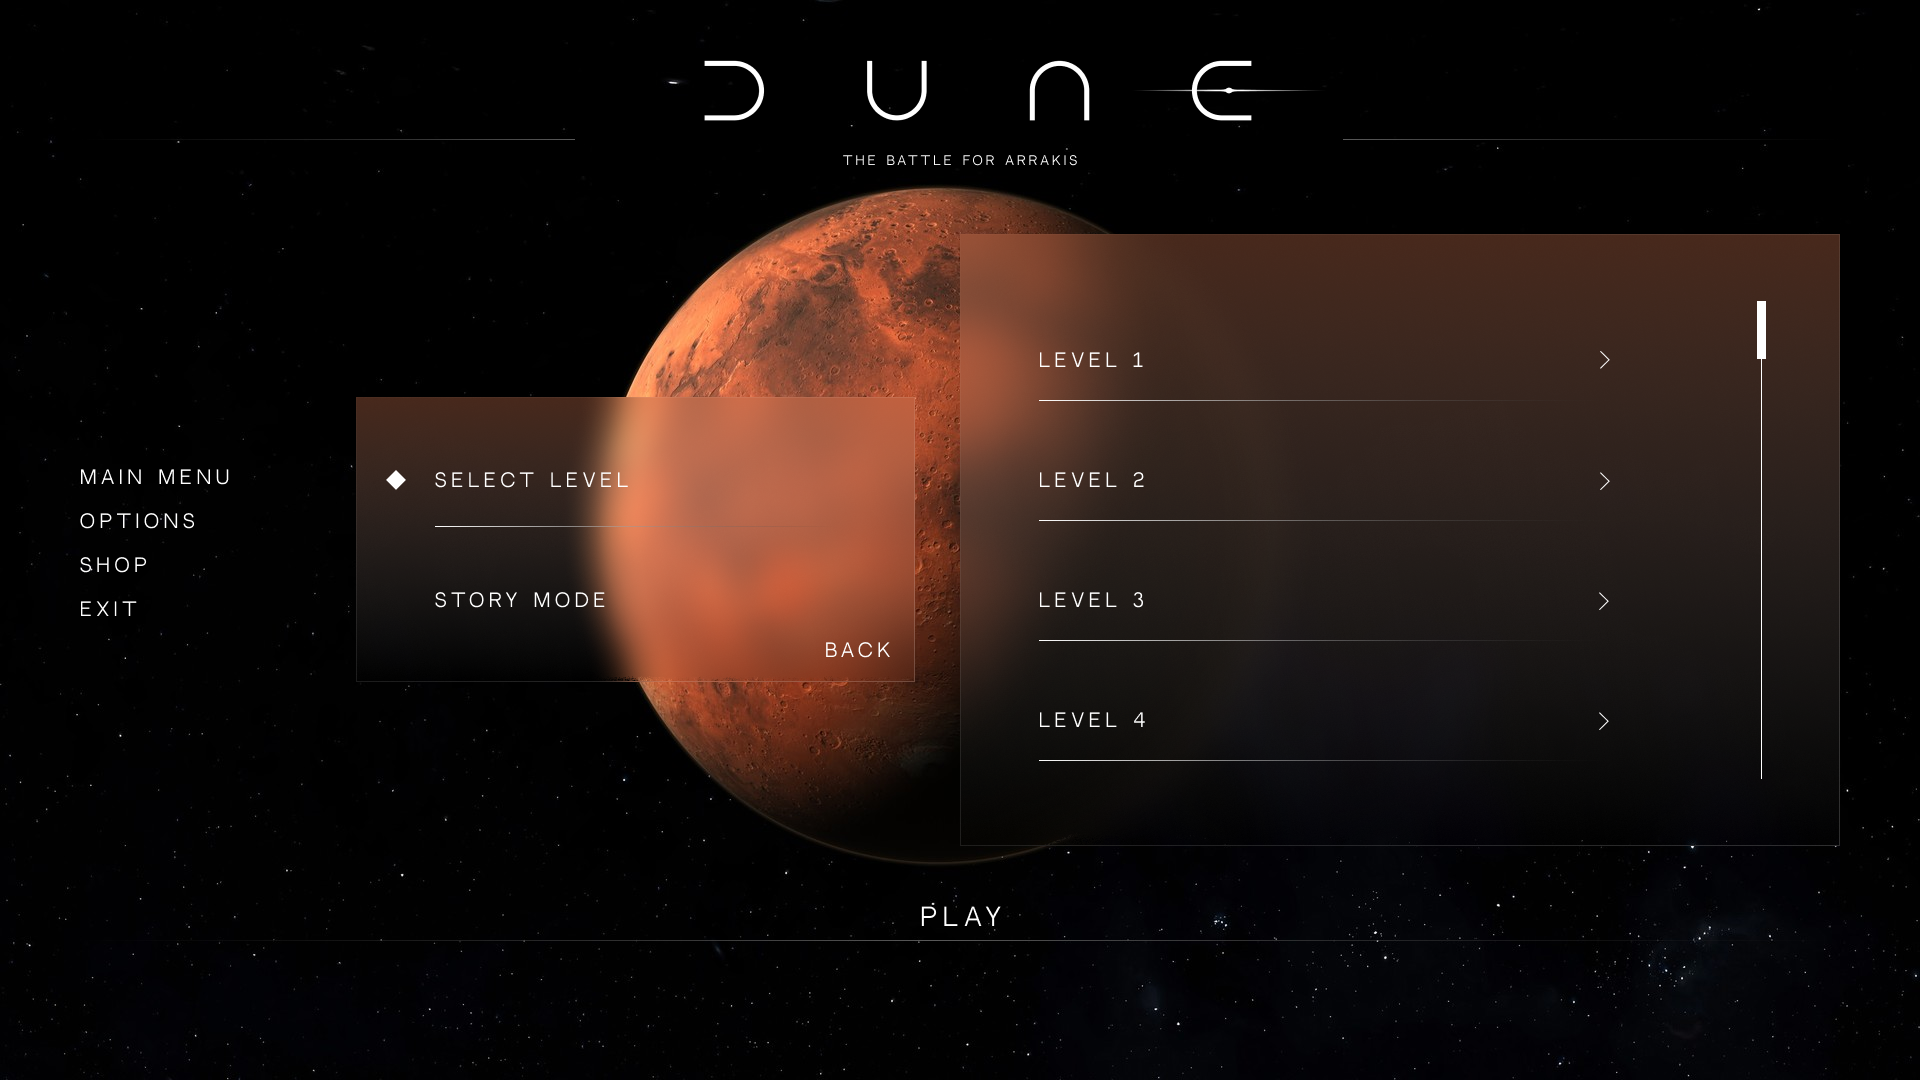 DUNE
THE BATTLE FOR ARRAKIS
MAIN MENU
OPTIONS
SHOP
EXIT
SELECT LEVEL
STORY MODE
BACK
LEVEL 1
LEVEL 2
LEVEL 3
LEVEL 4
PLAY